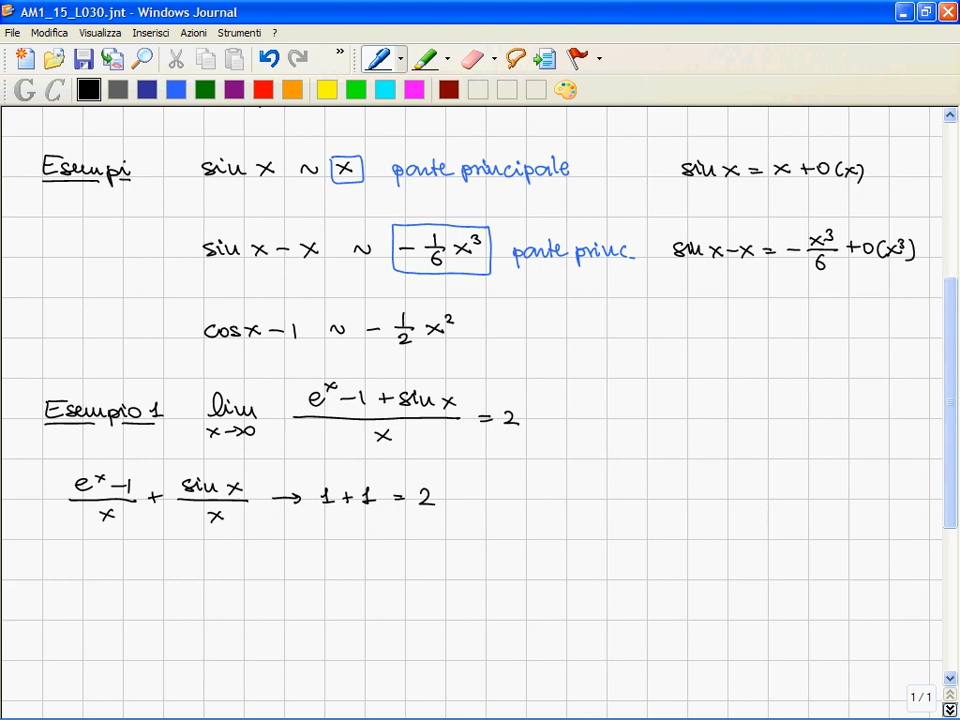 AM1_15_L030.jnt - Windows Journal
File Modifica Visualizza Inserisci Azioni Strumenti ?
»
G C
Esempi sin x ~ x parte principale sin x = x + o(x)
sin x - x ~ - 1/6 x³ parte princ. sin x - x = - x³/6 + o(x³)
cos x - 1 ~ - 1/2 x²
Esempio 1 lim x→0 (eˣ - 1 + sin x)/x = 2
(eˣ - 1)/x + (sin x)/x → 1 + 1 = 2
1 / 1